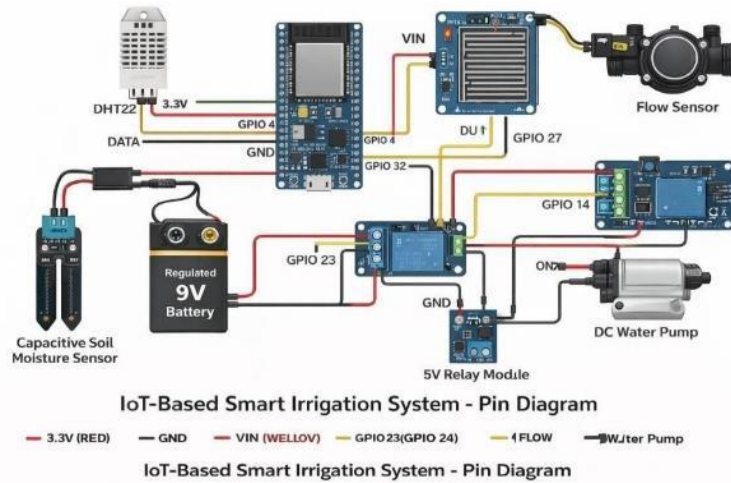 VIN
DHT22
3.3V
GPIO 4
GPIO 4
DATA
GND
GPIO 32
DU
GPIO 27
Flow Sensor
GPIO 14
Regulated
9V
Battery
GPIO 23
GND
DC Water Pump
Capacitive Soil
Moisture Sensor
5V Relay Module
IoT-Based Smart Irrigation System - Pin Diagram
3.3V (RED) GND VIN (WELLOV) GPIO23(GPIO 24) FLOW Water Pump
IoT-Based Smart Irrigation System - Pin Diagram